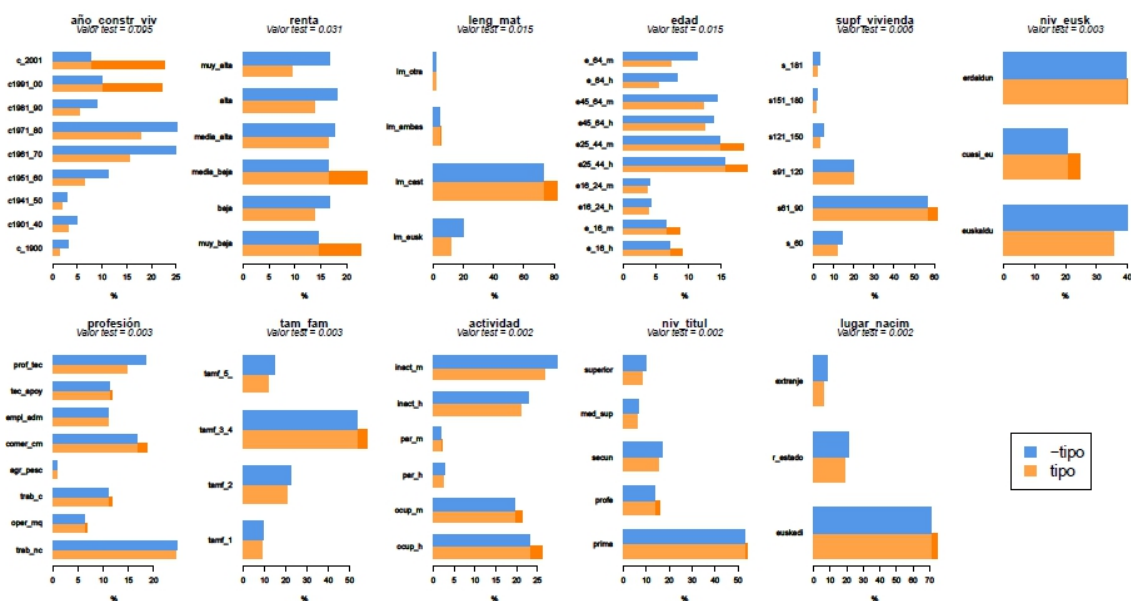 año_constr_viv
Valor test = 0.095
c_2001
c1991_00
c1981_90
c1971_80
c1961_70
c1951_60
c1941_50
c1901_40
c_1900
0 5 10 15 20 25
%
renta
Valor test = 0.031
muy_alta
alta
media_alta
media_baja
baja
muy_baja
0 5 10 15 20 25
%
leng_mat
Valor test = 0.015
lm_otra
lm_ambas
lm_cast
lm_eusk
0 20 40 60 80
%
edad
Valor test = 0.015
e_64_m
e_64_h
e45_64_m
e45_64_h
e25_44_m
e25_44_h
e16_24_m
e16_24_h
e_16_m
e_16_h
0 5 10 15
%
supf_vivienda
Valor test = 0.006
s_181
s151_180
s121_150
s91_120
s61_90
s_60
0 10 20 30 40 50 60
%
niv_eusk
Valor test = 0.003
erdaldun
cuasi_eu
euskaldu
0 10 20 30 40
%
profesión
Valor test = 0.003
prof_tec
tec_apoy
empl_adm
comer_cm
agr_pesc
trab_c
oper_mq
trab_nc
0 5 10 15 20
%
tam_fam
Valor test = 0.003
tamf_5_
tamf_3_4
tamf_2
tamf_1
0 10 20 30 40 50
%
actividad
Valor test = 0.002
inact_m
inact_h
par_m
par_h
ocup_m
ocup_h
0 5 10 15 20 25
%
niv_titul
Valor test = 0.002
superior
med_sup
secun
profe
prima
0 10 20 30 40 50
%
lugar_nacim
Valor test = 0.002
extranje
r_estado
euskadi
0 10 20 30 40 50 60 70
%
−tipo
tipo